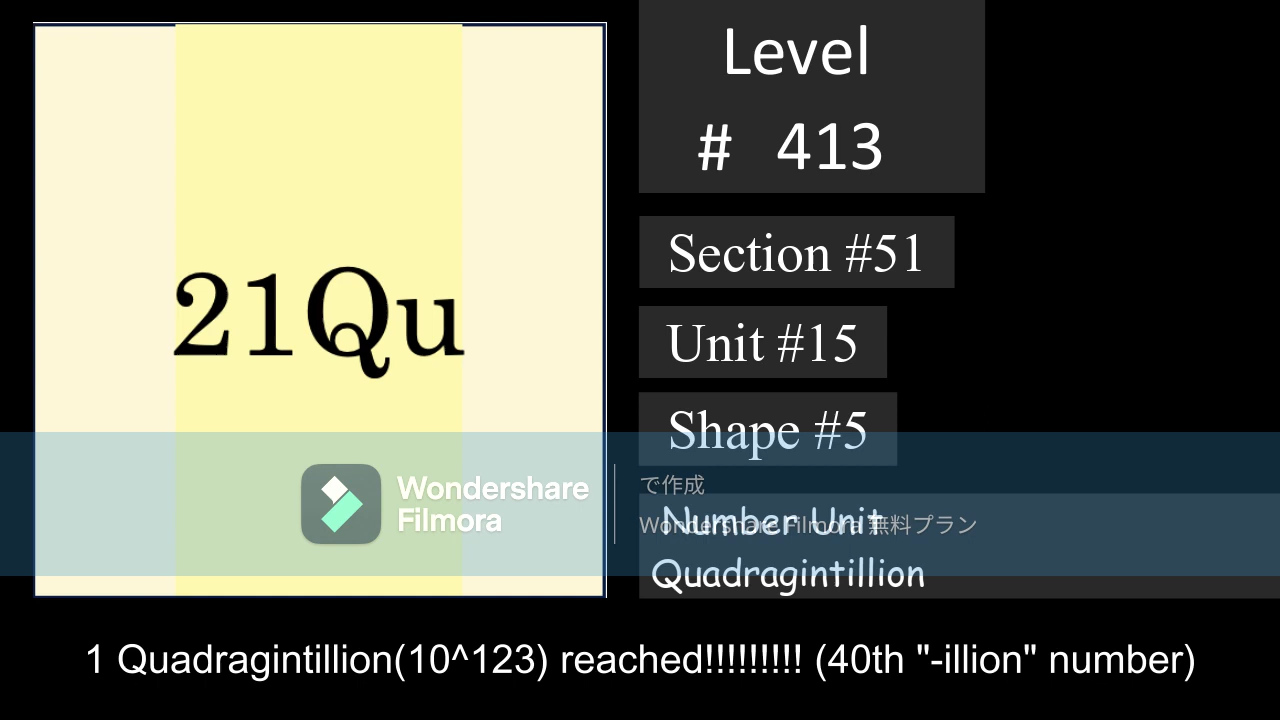 21Qu
Level
# 413
Section #51
Unit #15
Shape #5
Wondershare
Filmora
で作成
Wondershare Filmora 無料プラン
Number Unit
Quadragintillion
1 Quadragintillion(10^123) reached!!!!!!!!! (40th "-illion" number)